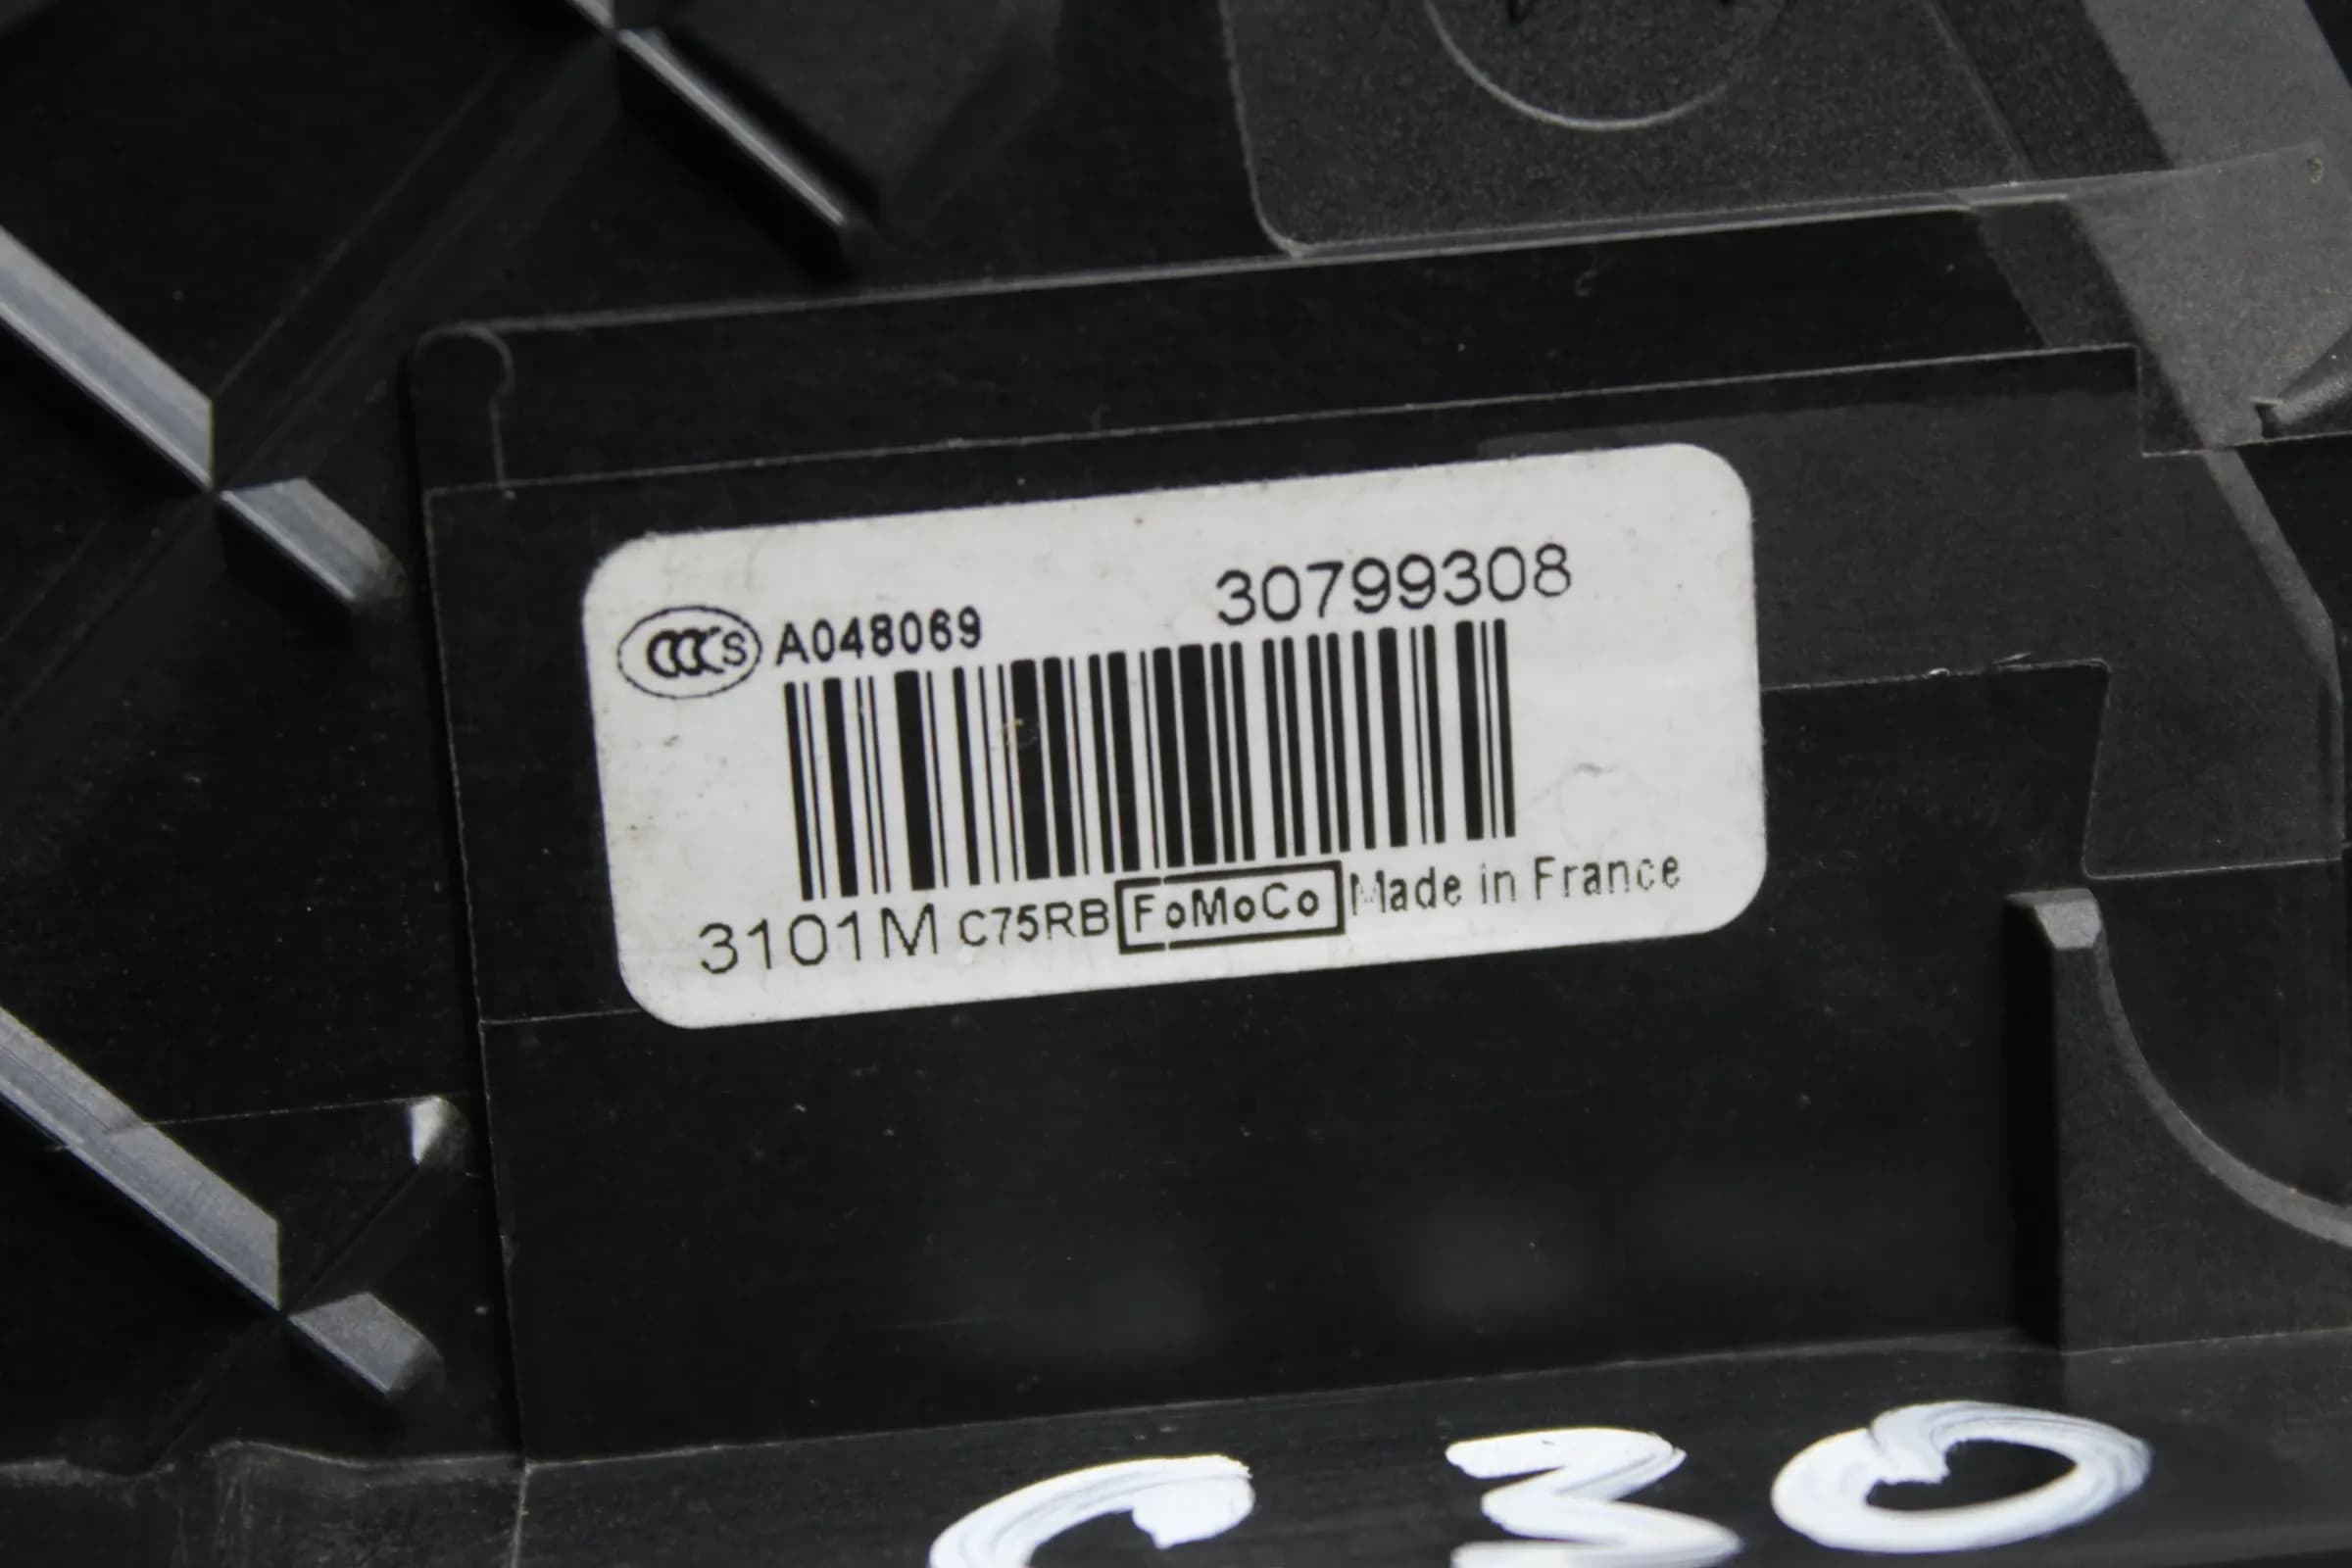 30799308
CCCS A048069
3101M C75RB FoMoCo Made in France
C30